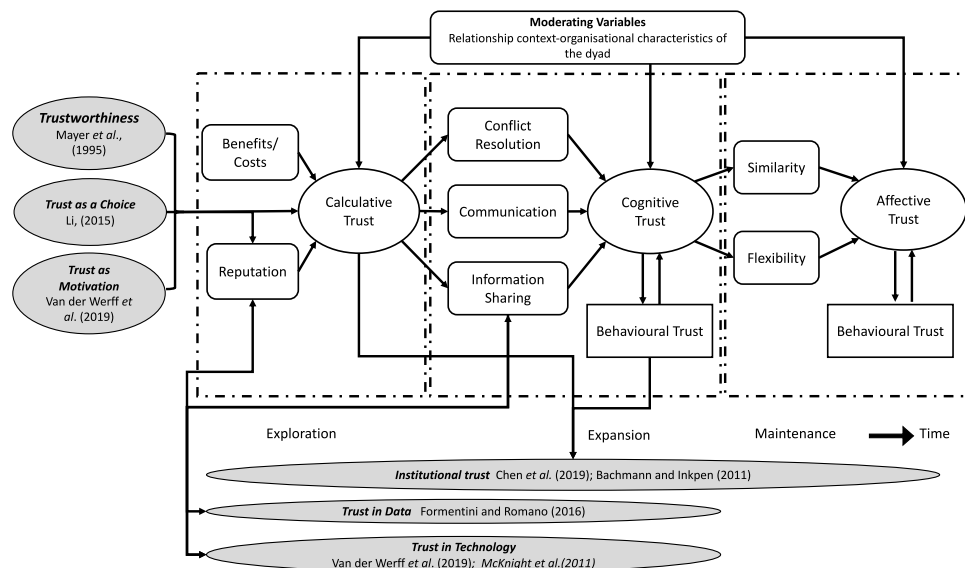 Moderating Variables
Relationship context-organisational characteristics of
the dyad
Trustworthiness
Mayer et al.,
(1995)
Trust as a Choice
Li, (2015)
Trust as
Motivation
Van der Werff et
al. (2019)
Benefits/
Costs
Reputation
Calculative
Trust
Conflict
Resolution
Communication
Information
Sharing
Cognitive
Trust
Behavioural Trust
Similarity
Flexibility
Affective
Trust
Behavioural Trust
Exploration
Expansion
Maintenance
Time
Institutional trust Chen et al. (2019); Bachmann and Inkpen (2011)
Trust in Data Formentini and Romano (2016)
Trust in Technology
Van der Werff et al. (2019); McKnight et al.(2011)